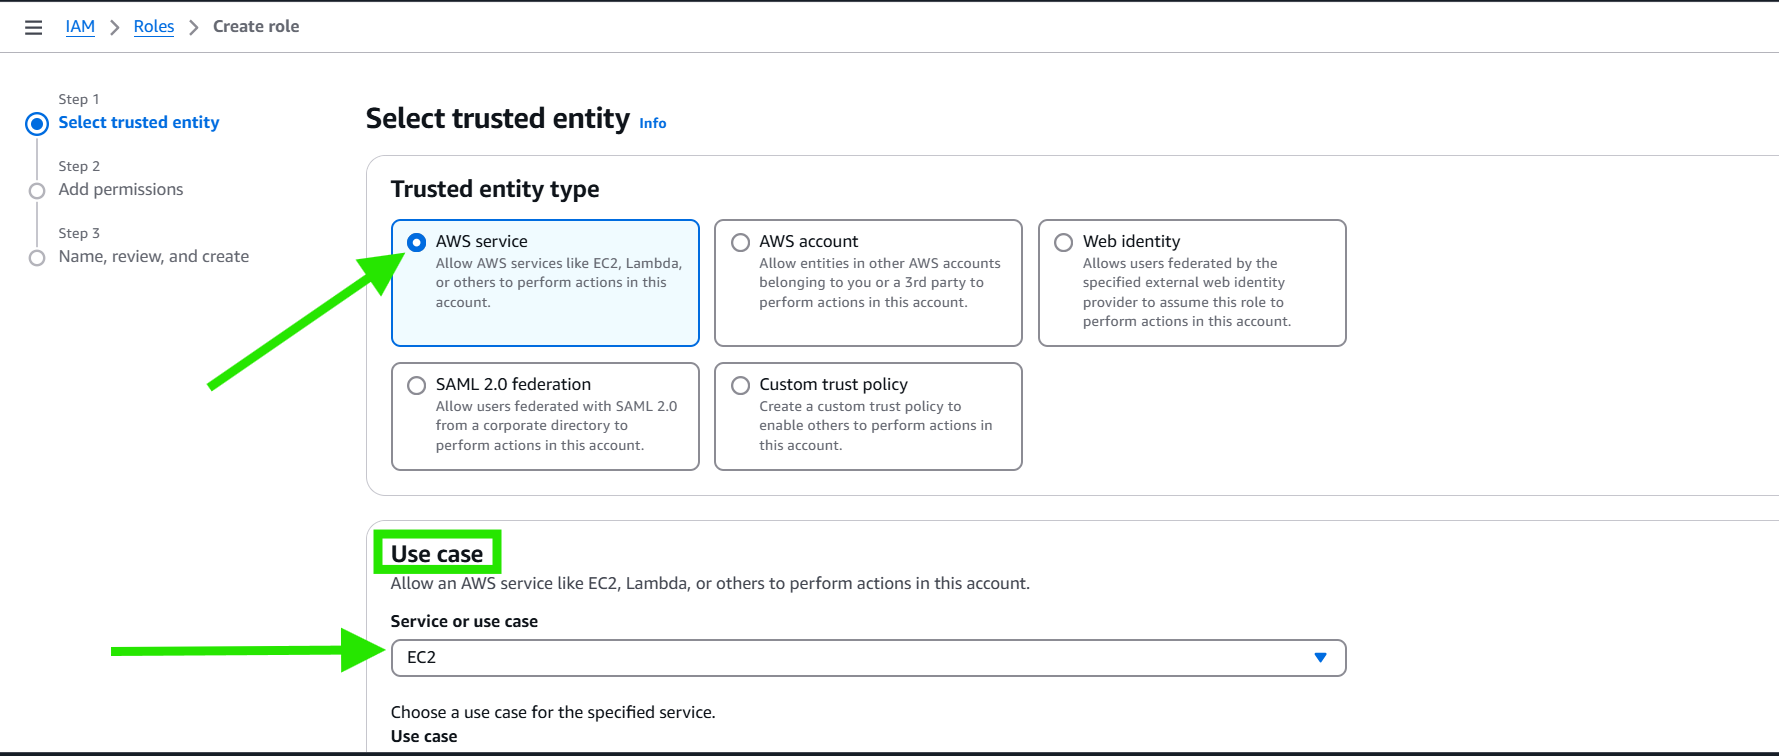 IAM > Roles > Create role
Step 1
Select trusted entity
Step 2
Add permissions
Step 3
Name, review, and create
Select trusted entity Info
Trusted entity type
AWS service
Allow AWS services like EC2, Lambda,
or others to perform actions in this
account.
AWS account
Allow entities in other AWS accounts
belonging to you or a 3rd party to
perform actions in this account.
Web identity
Allows users federated by the
specified external web identity
provider to assume this role to
perform actions in this account.
SAML 2.0 federation
Allow users federated with SAML 2.0
from a corporate directory to
perform actions in this account.
Custom trust policy
Create a custom trust policy to
enable others to perform actions in
this account.
Use case
Allow an AWS service like EC2, Lambda, or others to perform actions in this account.
Service or use case
EC2
Choose a use case for the specified service.
Use case